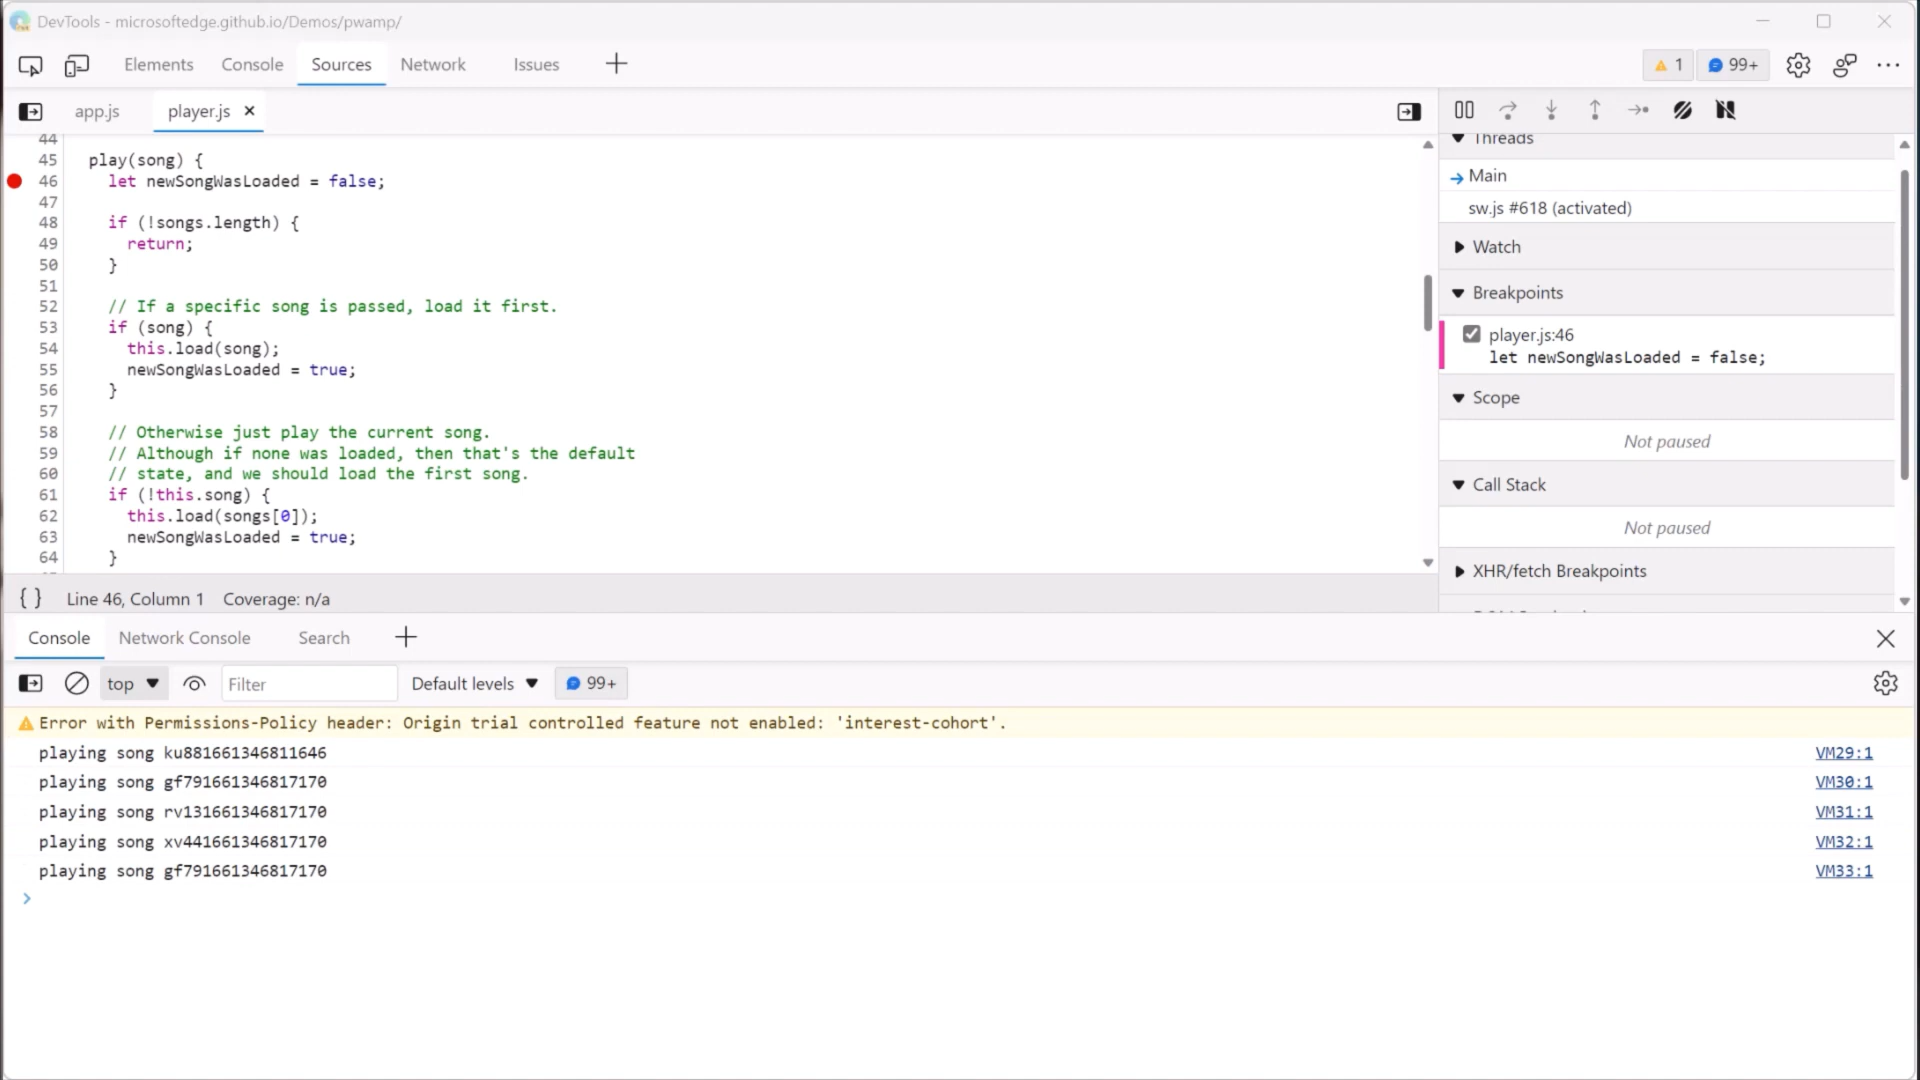 DevTools - microsoftedge.github.io/Demos/pwamp/
Elements Console Sources Network Issues
1 99+
app.js player.js
44
45 play(song) {
46 let newSongWasLoaded = false;
47
48 if (!songs.length) {
49 return;
50 }
51
52 // If a specific song is passed, load it first.
53 if (song) {
54 this.load(song);
55 newSongWasLoaded = true;
56 }
57
58 // Otherwise just play the current song.
59 // Although if none was loaded, then that's the default
60 // state, and we should load the first song.
61 if (!this.song) {
62 this.load(songs[0]);
63 newSongWasLoaded = true;
64 }
{ } Line 46, Column 1 Coverage: n/a
Threads
Main
sw.js #618 (activated)
Watch
Breakpoints
player.js:46
let newSongWasLoaded = false;
Scope
Not paused
Call Stack
Not paused
XHR/fetch Breakpoints
Console Network Console Search
top Filter Default levels 99+
Error with Permissions-Policy header: Origin trial controlled feature not enabled: 'interest-cohort'.
playing song ku881661346811646 VM29:1
playing song gf791661346817170 VM30:1
playing song rv131661346817170 VM31:1
playing song xv441661346817170 VM32:1
playing song gf791661346817170 VM33:1